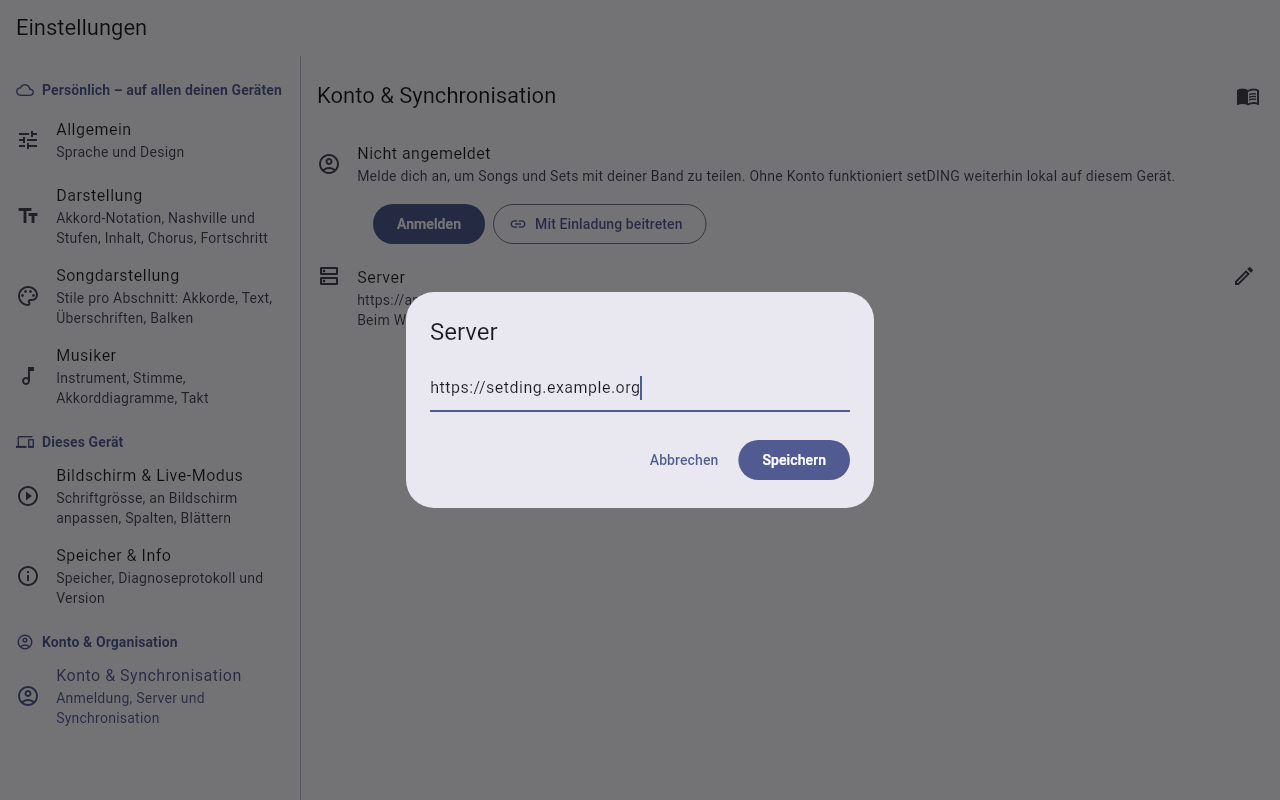 Einstellungen
Persönlich – auf allen deinen Geräten
Allgemein
Sprache und Design
Darstellung
Akkord-Notation, Nashville und
Stufen, Inhalt, Chorus, Fortschritt
Songdarstellung
Stile pro Abschnitt: Akkorde, Text,
Überschriften, Balken
Musiker
Instrument, Stimme,
Akkorddiagramme, Takt
Dieses Gerät
Bildschirm & Live-Modus
Schriftgrösse, an Bildschirm
anpassen, Spalten, Blättern
Speicher & Info
Speicher, Diagnoseprotokoll und
Version
Konto & Organisation
Konto & Synchronisation
Anmeldung, Server und
Synchronisation
Konto & Synchronisation
Nicht angemeldet
Melde dich an, um Songs und Sets mit deiner Band zu teilen. Ohne Konto funktioniert setDING weiterhin lokal auf diesem Gerät.
Anmelden
Mit Einladung beitreten
Server
Beim
Server
https://setding.example.org
Abbrechen
Speichern